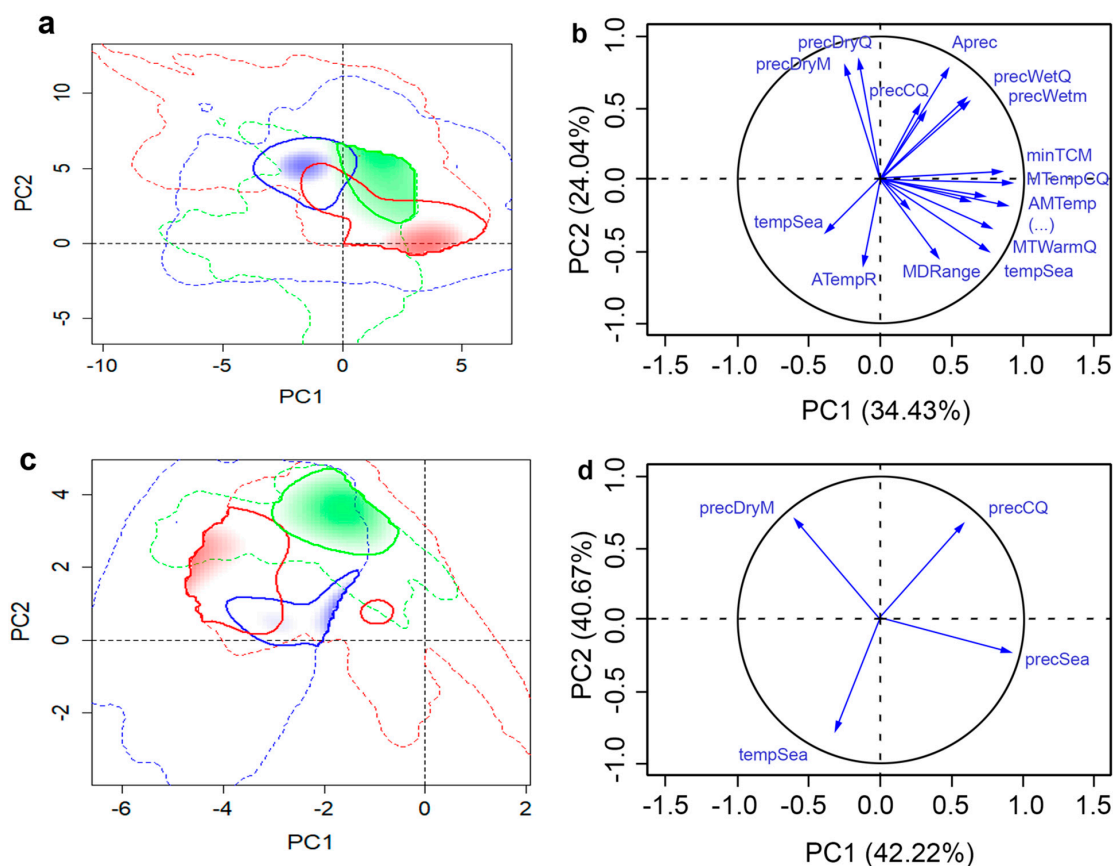 a
10
5
0
-5
PC2
-10
-5
0
5
PC1
b
precDryQ
Aprec
precDryM
precCQ
precWetQ
precWetm
minTCM
MTempCQ
AMTemp
(...)
MTWarmQ
tempSea
tempSea
ATempR
MDRange
1.0
0.5
0.0
-0.5
-1.0
PC2 (24.04%)
-1.5
-1.0
-0.5
0.0
0.5
1.0
1.5
PC1 (34.43%)
c
4
2
0
-2
PC2
-6
-4
-2
0
2
PC1
d
precDryM
precCQ
precSea
tempSea
1.0
0.5
0.0
-0.5
-1.0
PC2 (40.67%)
-1.5
-1.0
-0.5
0.0
0.5
1.0
1.5
PC1 (42.22%)